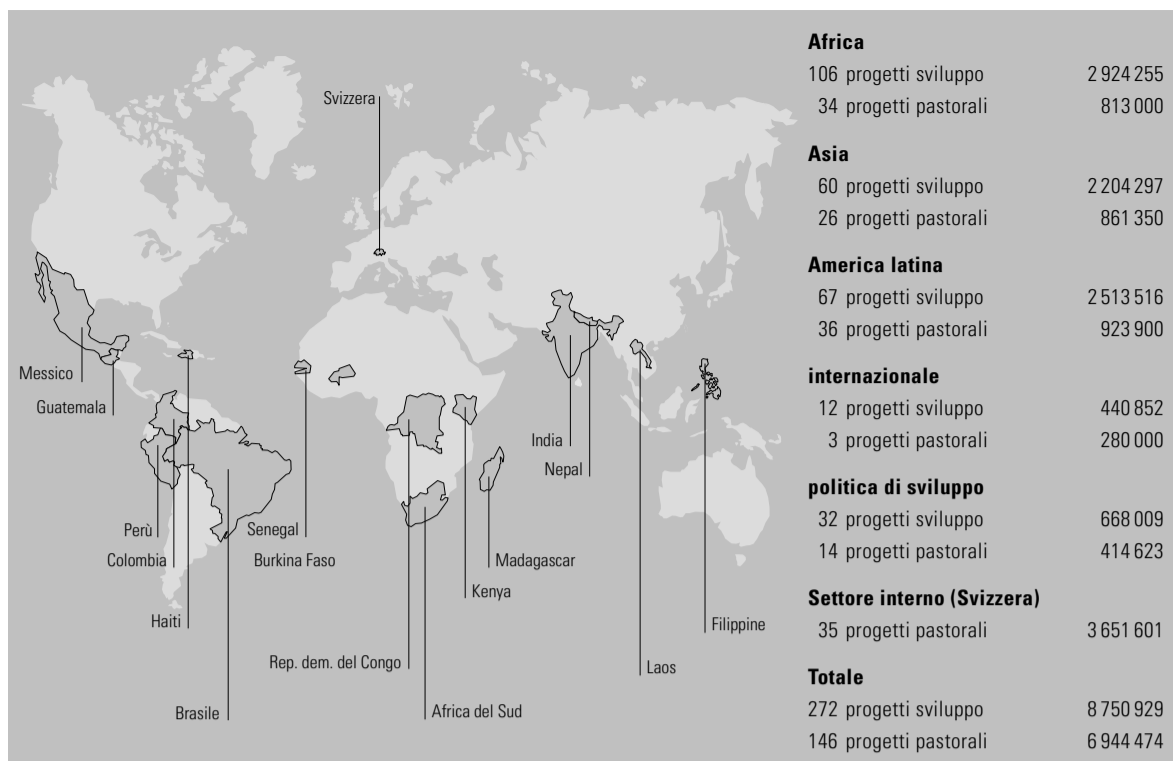 Svizzera
Messico
Guatemala
Perù
Colombia
Haiti
Brasile
Senegal
Burkina Faso
Rep. dem. del Congo
Africa del Sud
Kenya
Madagascar
India
Nepal
Laos
Filippine
Africa
106 progetti sviluppo 2 924 255
34 progetti pastorali 813 000
Asia
60 progetti sviluppo 2 204 297
26 progetti pastorali 861 350
America latina
67 progetti sviluppo 2 513 516
36 progetti pastorali 923 900
internazionale
12 progetti sviluppo 440 852
3 progetti pastorali 280 000
politica di sviluppo
32 progetti sviluppo 668 009
14 progetti pastorali 414 623
Settore interno (Svizzera)
35 progetti pastorali 3 651 601
Totale
272 progetti sviluppo 8 750 929
146 progetti pastorali 6 944 474